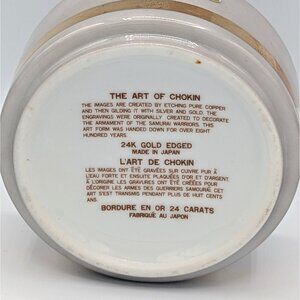 THE ART OF CHOKIN
THE IMAGES ARE CREATED BY ETCHING PURE COPPER
AND THEN GILDING IT WITH SILVER AND GOLD. THE
ENGRAVINGS WERE ORIGINALLY CREATED TO DECORATE
THE ARMAMENT OF THE SAMURAI WARRIORS. THIS
ART FORM WAS HANDED DOWN FOR OVER EIGHT
HUNDRED YEARS.
24K GOLD EDGED
MADE IN JAPAN
L'ART DE CHOKIN
LES IMAGES ONT ÉTÉ GRAVÉES SUR CUIVRE PUR À
L'EAU FORTE ET ENSUITE PLAQUÉES D'OR ET D'ARGENT.
À L'ORIGINE LES GRAVURES ONT ÉTÉ CRÉÉES POUR
DÉCORER LES ARMES DES GUERRIERS SAMOURAÏ. CET
ART S'EST TRANSMIS PENDANT PLUS DE HUIT CENTS
ANS.
BORDURE EN OR 24 CARATS
FABRIQUÉ AU JAPON